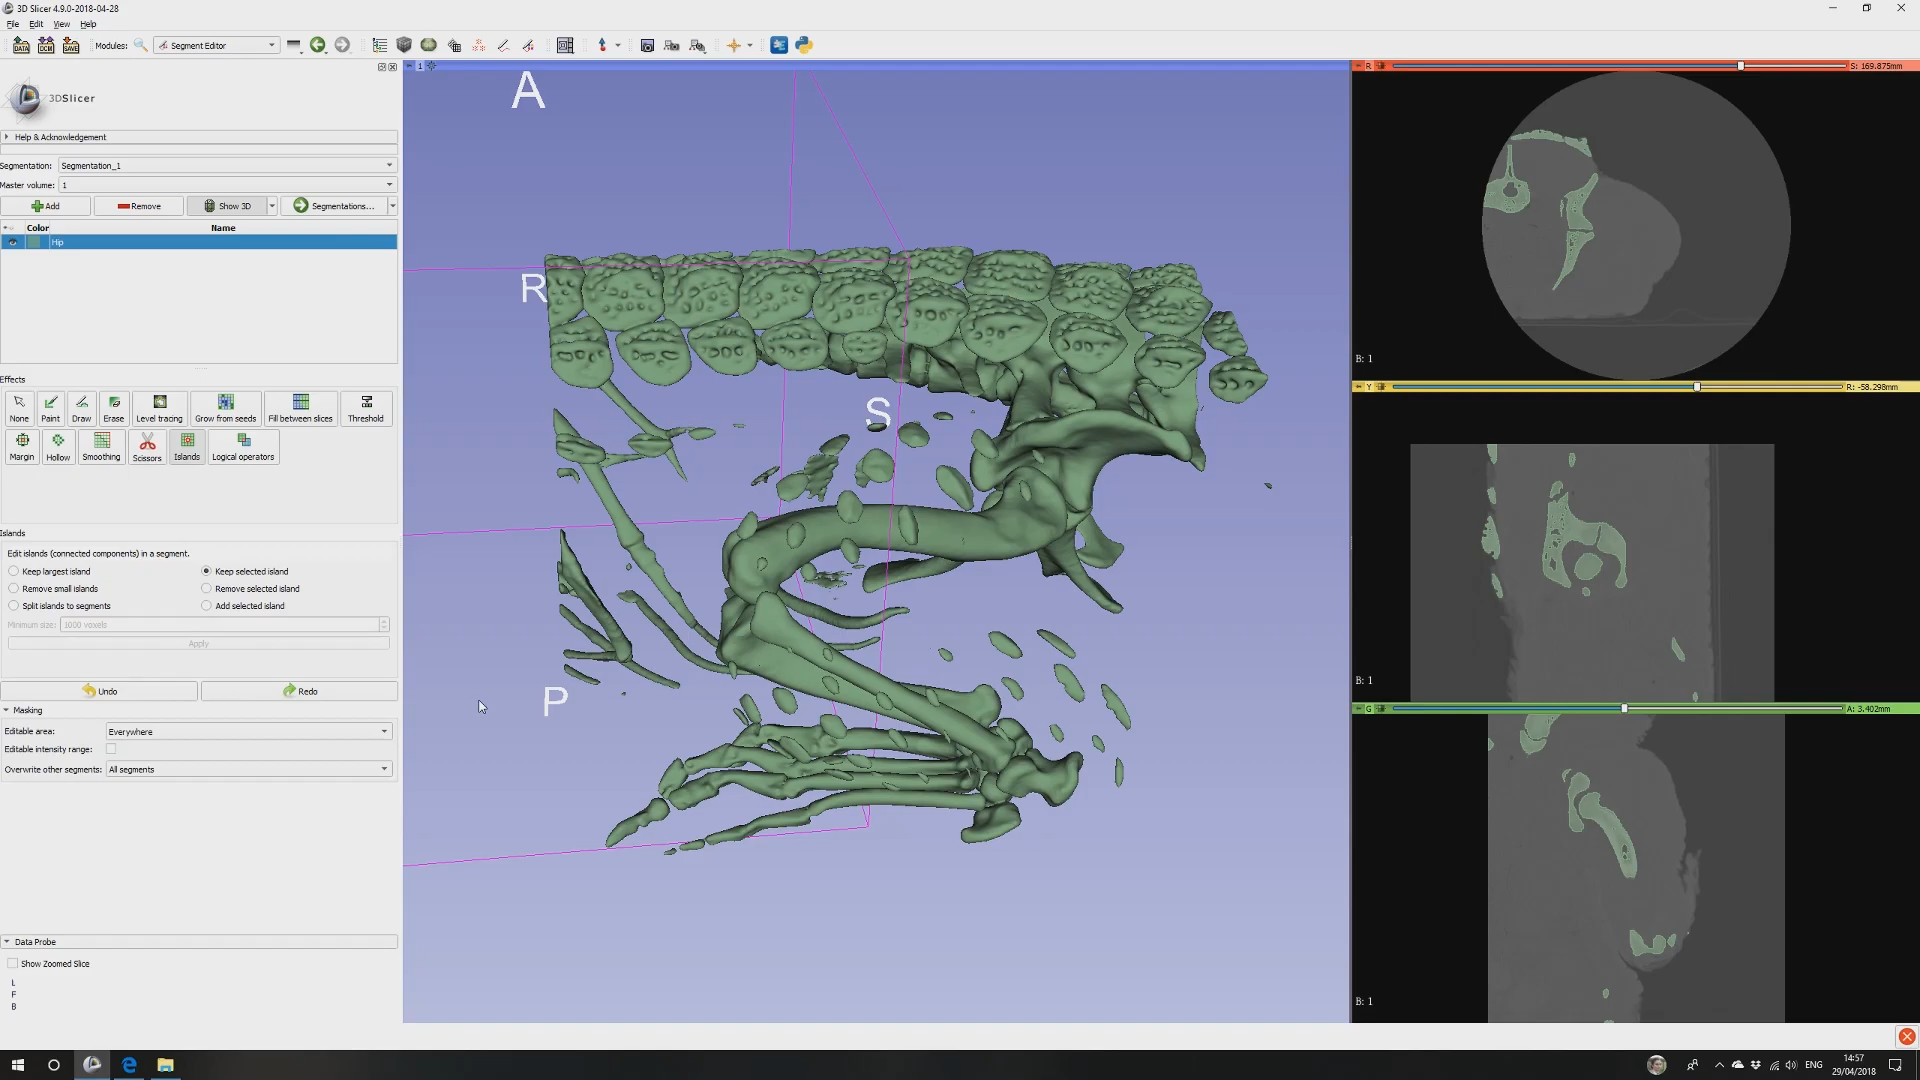 3D Slicer 4.9.0-2018-04-28
File Edit View Help
DATA DCM SAVE Modules: Segment Editor
3DSlicer
Help & Acknowledgement
Segmentation: Segmentation_1
Master volume: 1
Add Remove Show 3D Segmentations...
Color Name
Hip
Effects
None Paint Draw Erase Level tracing Grow from seeds Fill between slices Threshold
Margin Hollow Smoothing Scissors Islands Logical operators
Islands
Edit islands (connected components) in a segment.
Keep largest island Keep selected island
Remove small islands Remove selected island
Split islands to segments Add selected island
Minimum size: 1000 voxels
Apply
Undo Redo
Masking
Editable area: Everywhere
Editable intensity range:
Overwrite other segments: All segments
Data Probe
Show Zoomed Slice
L
F
B
1
A
R
S
P
R S: 169.875mm
B: 1
Y R: -58.298mm
B: 1
G A: 3.402mm
B: 1
ENG
14:57
29/04/2018